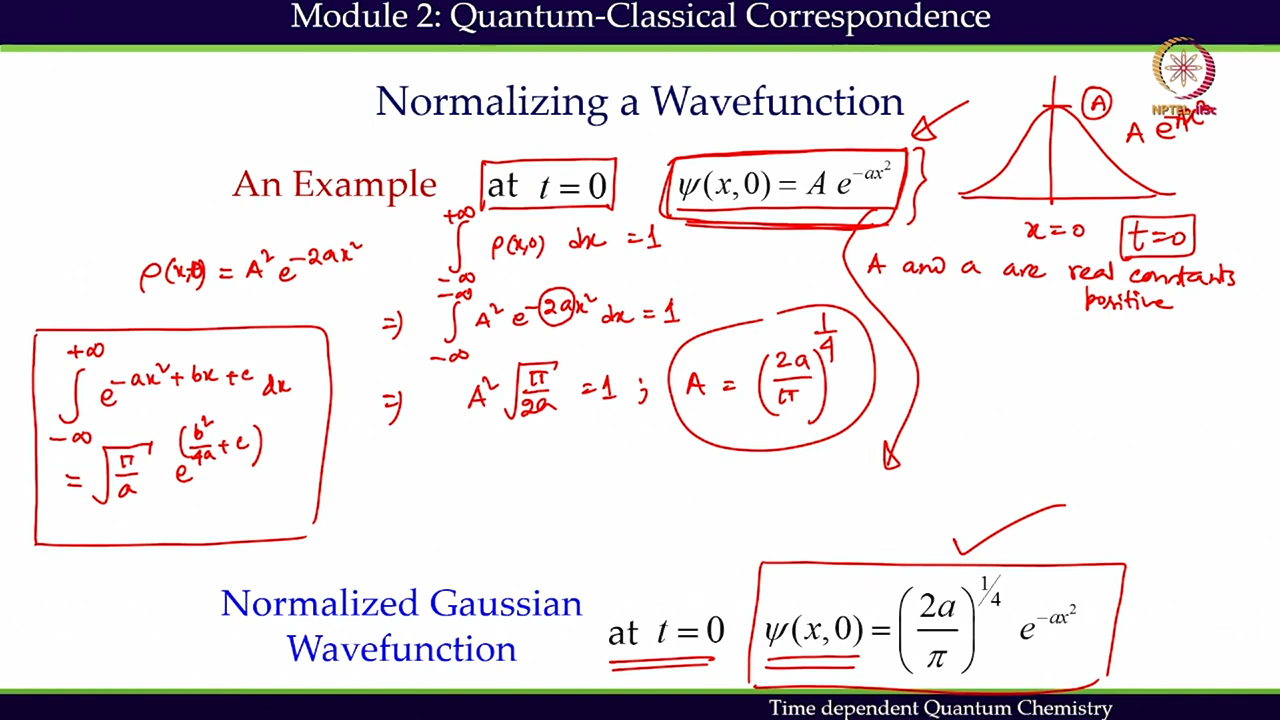 Module 2: Quantum-Classical Correspondence
Normalizing a Wavefunction
NPTEL
A
A e
An Example
at t = 0
ψ(x,0) = A e^{-ax^2}
x = 0
t = 0
A and a are real constants
positive
ρ(x,0) = A^2 e^{-2ax^2}
∫_{-∞}^{+∞} ρ(x,0) dx = 1
⇒ ∫_{-∞}^{-∞} A^2 e^{-2ax^2} dx = 1
⇒ A^2 √(π/2a) = 1 ; A = (2a/π)^{1/4}
∫_{-∞}^{+∞} e^{-ax^2 + bx + c} dx
= √(π/a) e^{(b^2/4a + c)}
Normalized Gaussian
Wavefunction
at t = 0
ψ(x,0) = (2a/π)^{1/4} e^{-ax^2}
Time dependent Quantum Chemistry